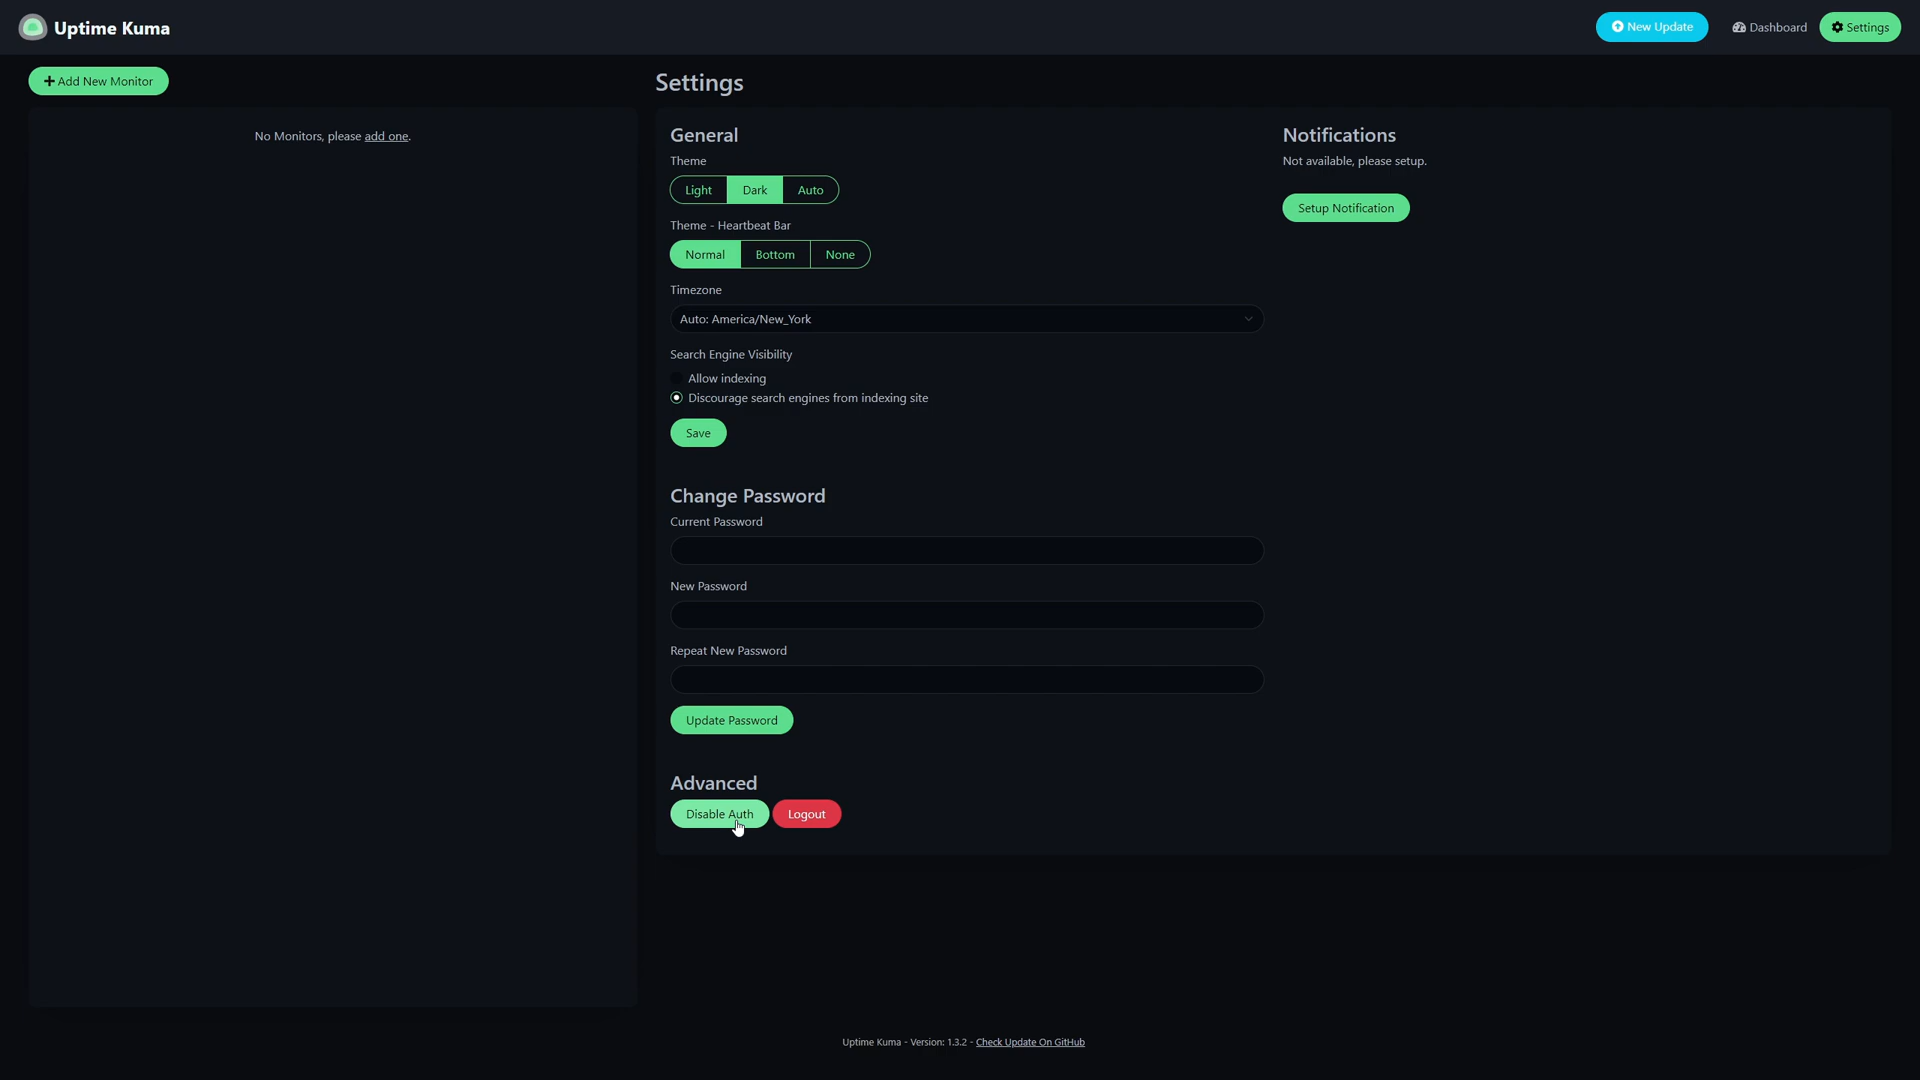 Uptime Kuma
New Update
Dashboard
Settings
Add New Monitor
No Monitors, please add one.
Settings
General
Theme
Light
Dark
Auto
Theme - Heartbeat Bar
Normal
Bottom
None
Timezone
Auto: America/New_York
Search Engine Visibility
Allow indexing
Discourage search engines from indexing site
Save
Change Password
Current Password
New Password
Repeat New Password
Update Password
Advanced
Disable Auth
Logout
Notifications
Not available, please setup.
Setup Notification
Uptime Kuma - Version: 1.3.2 - Check Update On GitHub